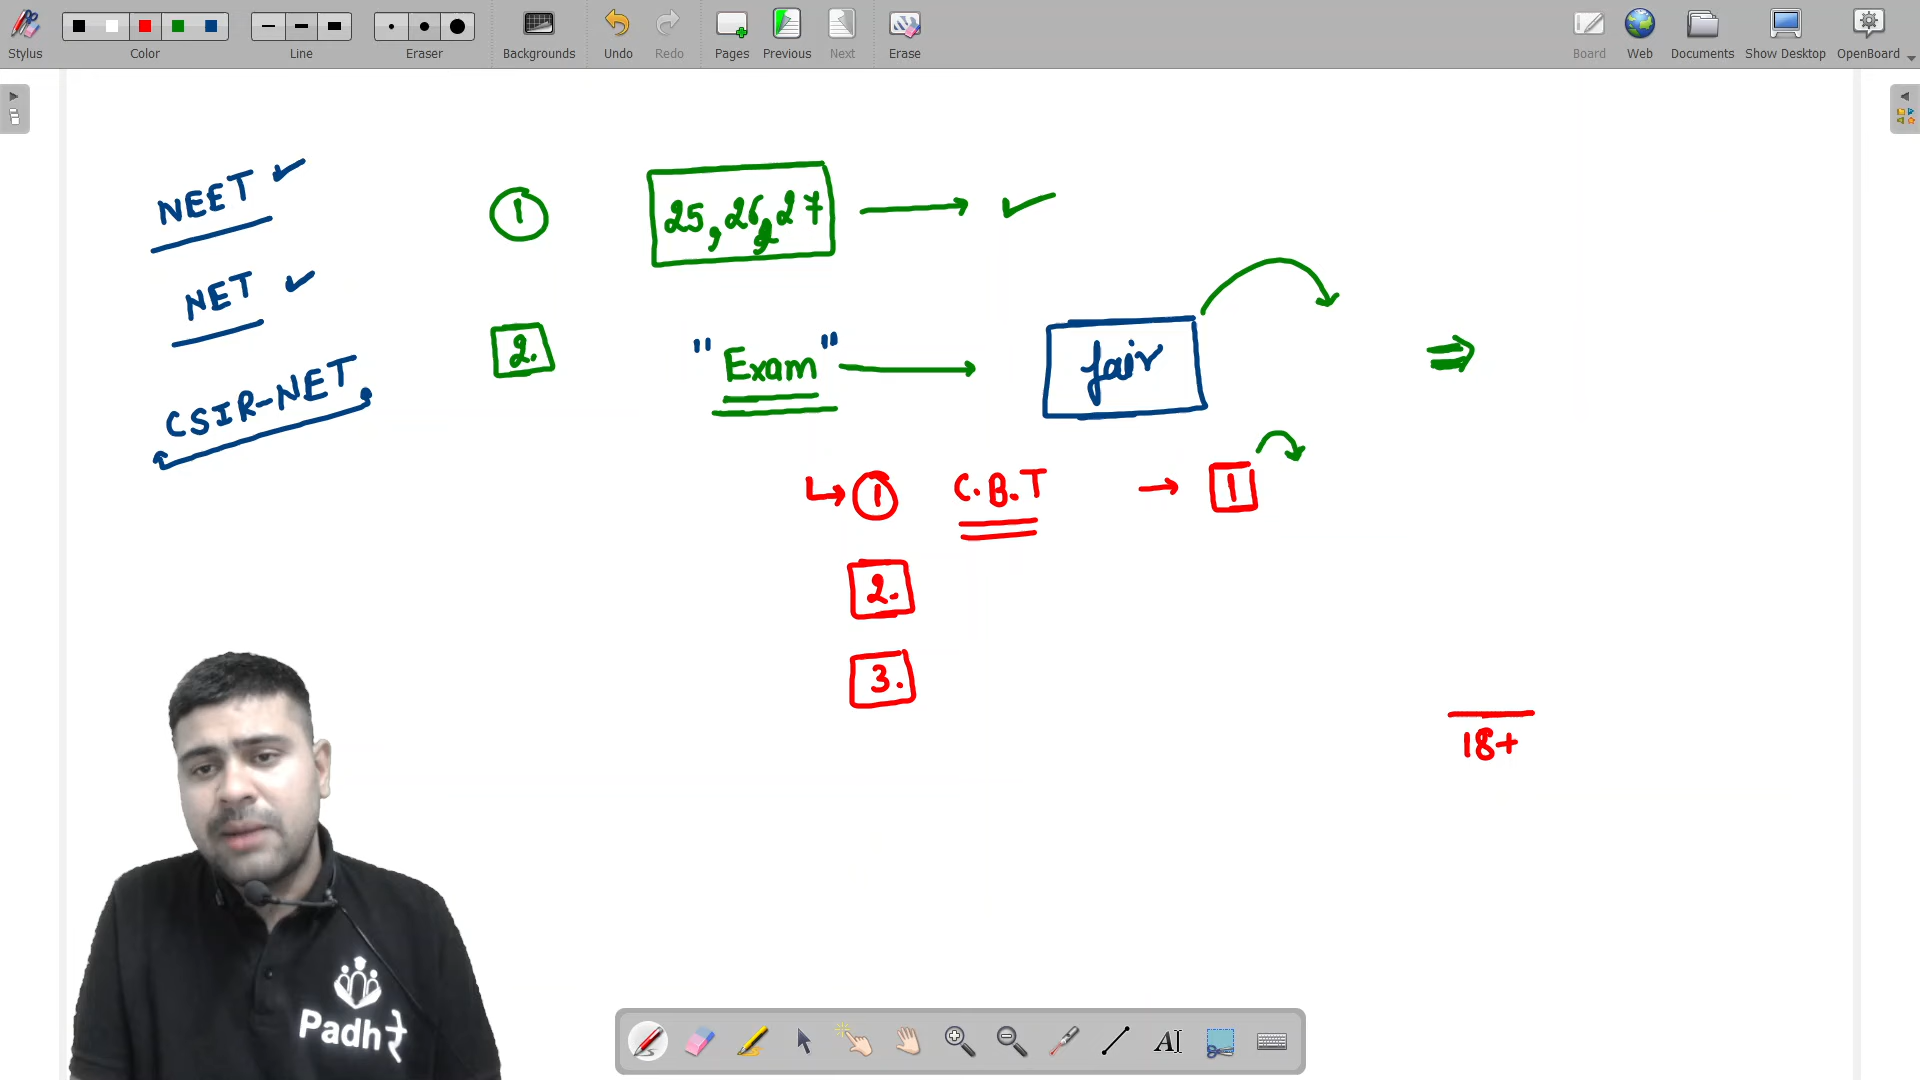 Stylus Color Line Eraser Backgrounds Undo Redo Pages Previous Next Erase Board Web Documents Show Desktop OpenBoard
NEET
1 25, 26, 27
NET
2. "Exam" fair
CSIR-NET
1 C.B.T 1
2.
3.
18+
Padhरे